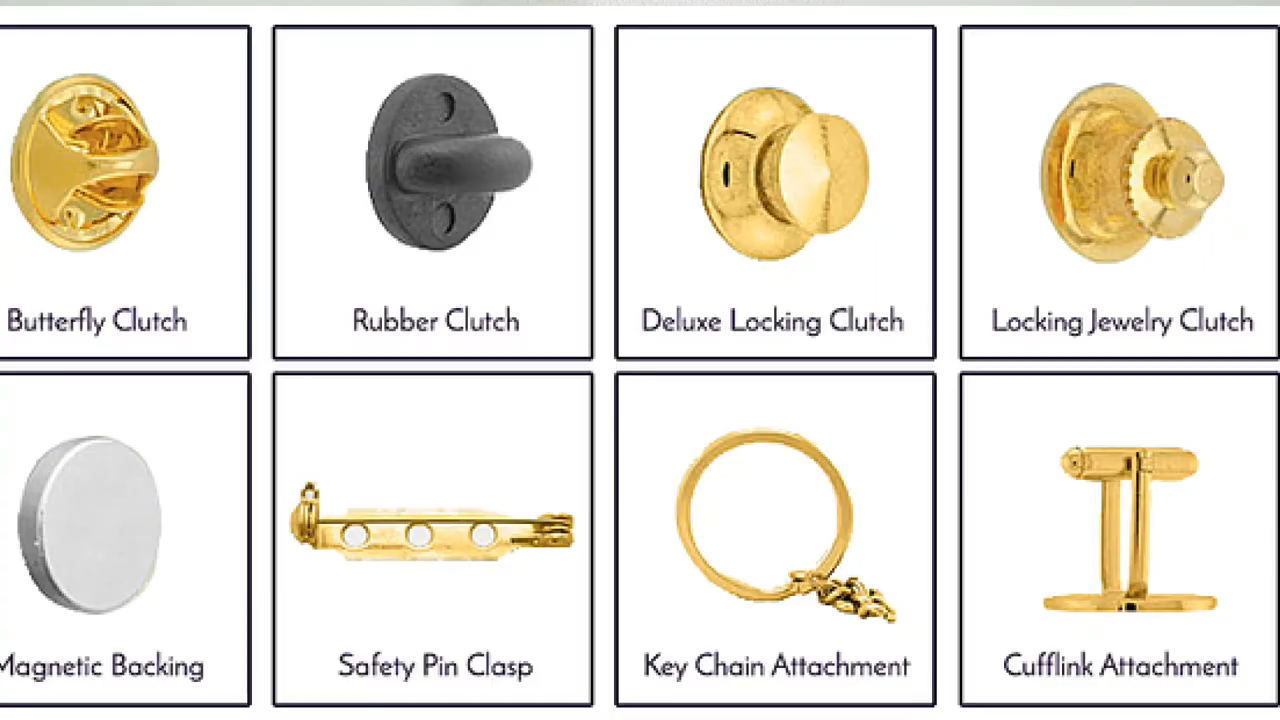 Butterfly Clutch
Rubber Clutch
Deluxe Locking Clutch
Locking Jewelry Clutch
Magnetic Backing
Safety Pin Clasp
Key Chain Attachment
Cufflink Attachment